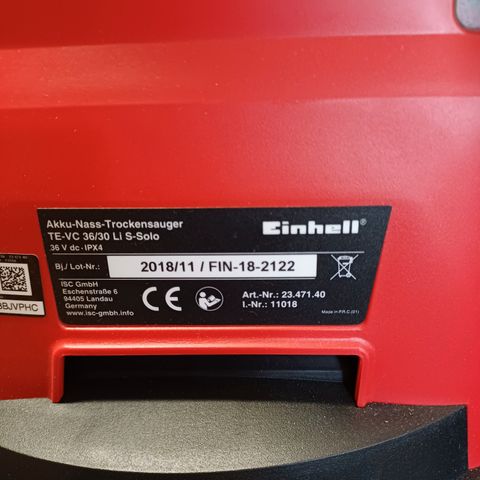 Akku-Nass-Trockensauger
TE-VC 36/30 Li S-Solo
36 V dc · IPX4
Einhell®
Bj./ Lot-Nr.: 2018/11 / FIN-18-2122
ISC GmbH
Eschenstraße 6
94405 Landau
Germany
www.isc-gmbh.info
CE
Art.-Nr.: 23.471.40
I.-Nr.: 11018
Made in P.R.C (01)
BJVPHC